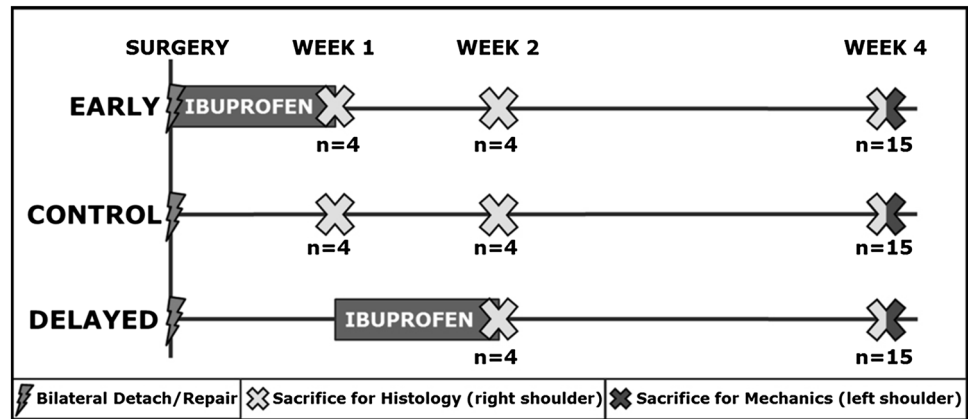 SURGERY WEEK 1 WEEK 2 WEEK 4
EARLY IBUPROFEN
n=4 n=4 n=15
CONTROL
n=4 n=4 n=15
DELAYED IBUPROFEN
n=4 n=15
Bilateral Detach/Repair Sacrifice for Histology (right shoulder) Sacrifice for Mechanics (left shoulder)